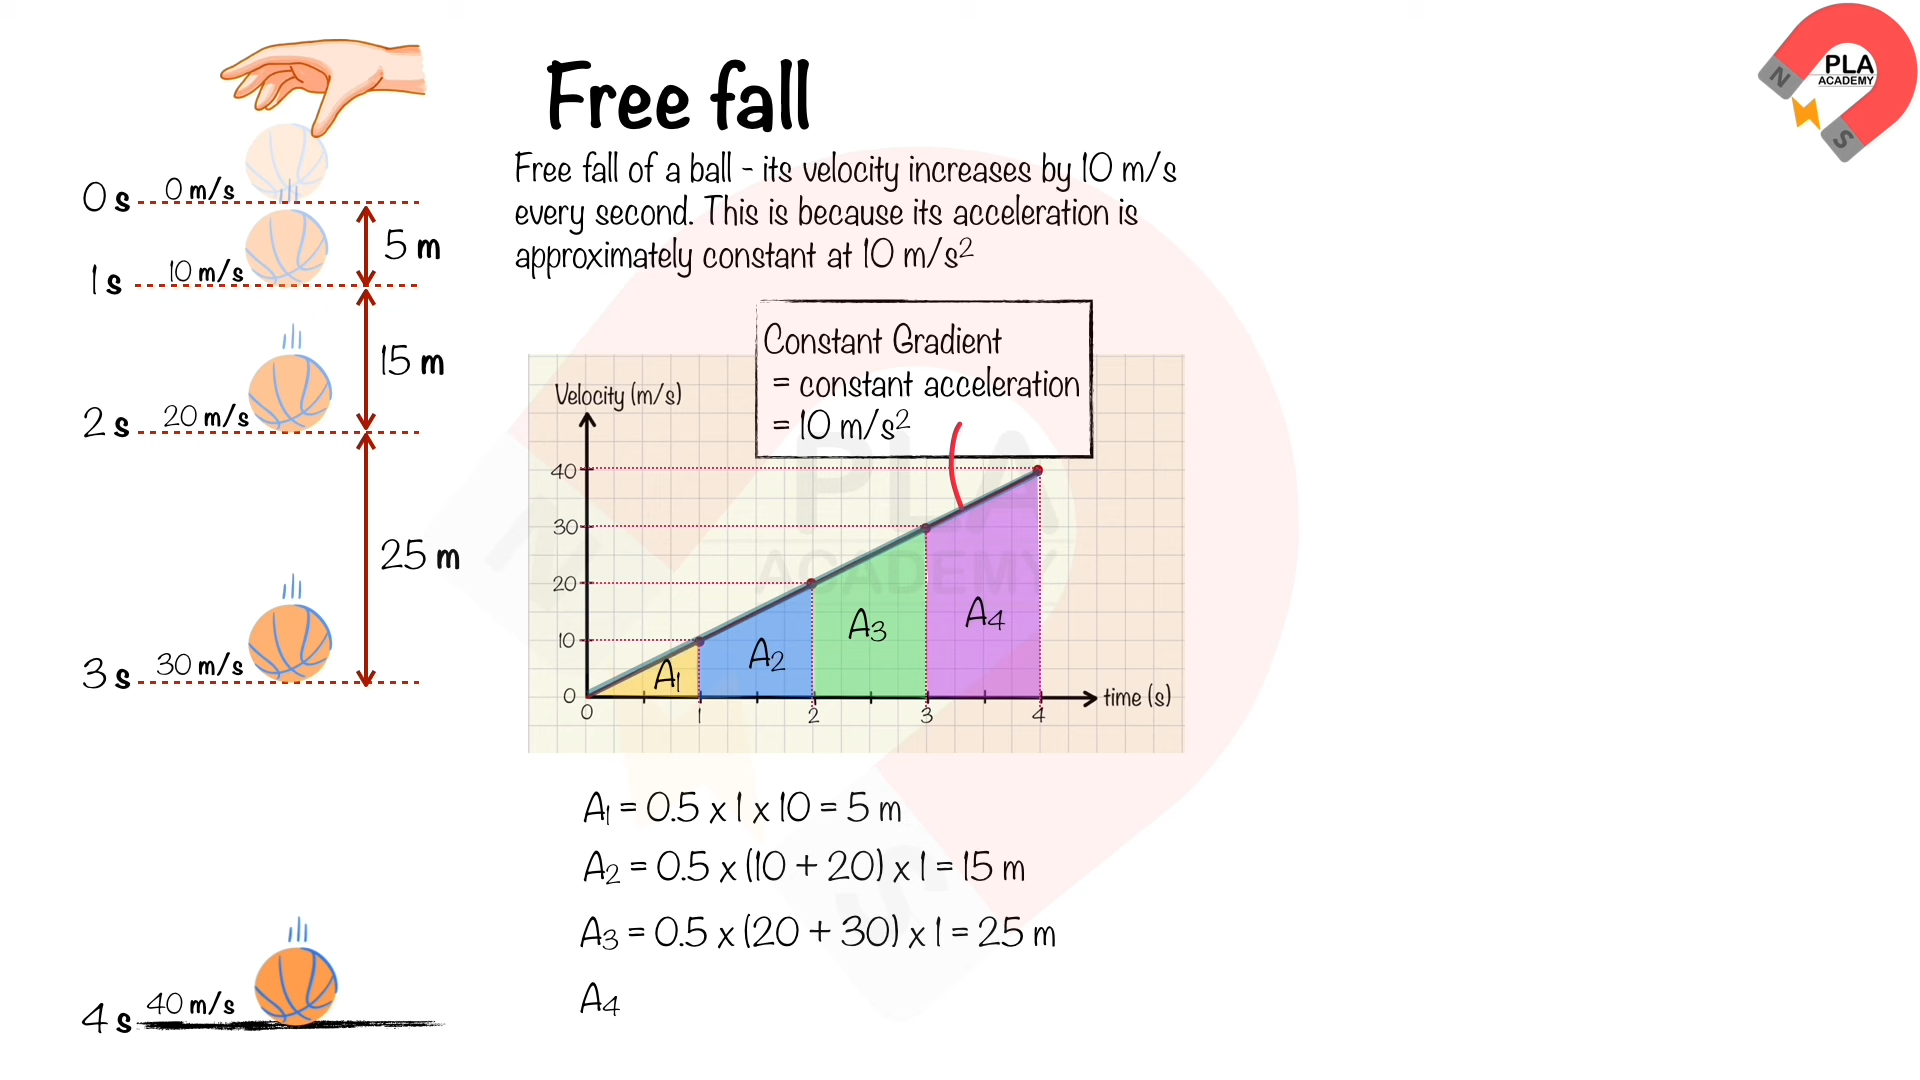 Free fall
Free fall of a ball - its velocity increases by 10 m/s
every second. This is because its acceleration is
approximately constant at 10 m/s²
0 s 0 m/s
5 m
1 s 10 m/s
15 m
2 s 20 m/s
25 m
3 s 30 m/s
4 s 40 m/s
Constant Gradient
= constant acceleration
= 10 m/s²
Velocity (m/s)
40
30
20
10
0
A₁
A₂
A₃
A₄
0 1 2 3 4
time (s)
A₁ = 0.5 x 1 x 10 = 5 m
A₂ = 0.5 x (10 + 20) x 1 = 15 m
A₃ = 0.5 x (20 + 30) x 1 = 25 m
A₄
N
PLA
ACADEMY
S
PLA
ACADEMY
S